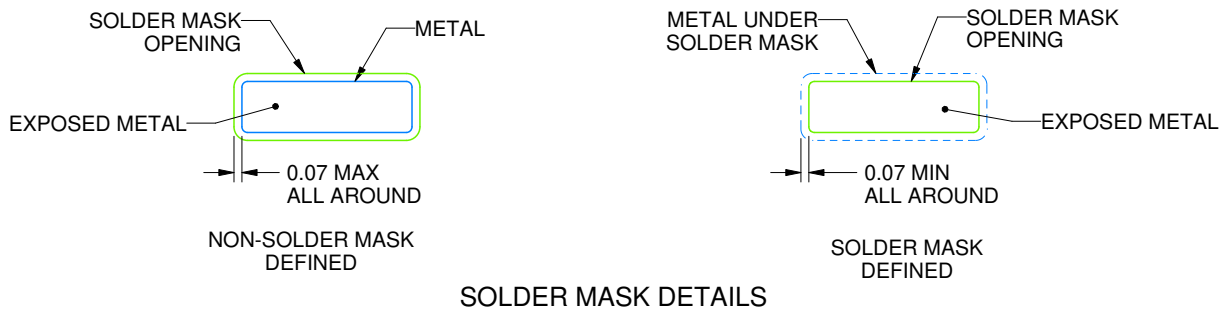 SOLDER MASK
OPENING
METAL
EXPOSED METAL
0.07 MAX
ALL AROUND
NON-SOLDER MASK
DEFINED
METAL UNDER
SOLDER MASK
SOLDER MASK
OPENING
EXPOSED METAL
0.07 MIN
ALL AROUND
SOLDER MASK
DEFINED
SOLDER MASK DETAILS